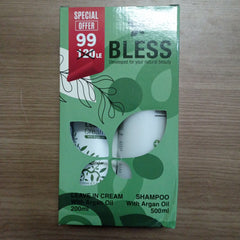 SPECIAL
OFFER
99
120LE
BLESS
Developed for your natural beauty
LEAVE IN CREAM
With Argan Oil
200ml
SHAMPOO
With Argan Oil
500ml